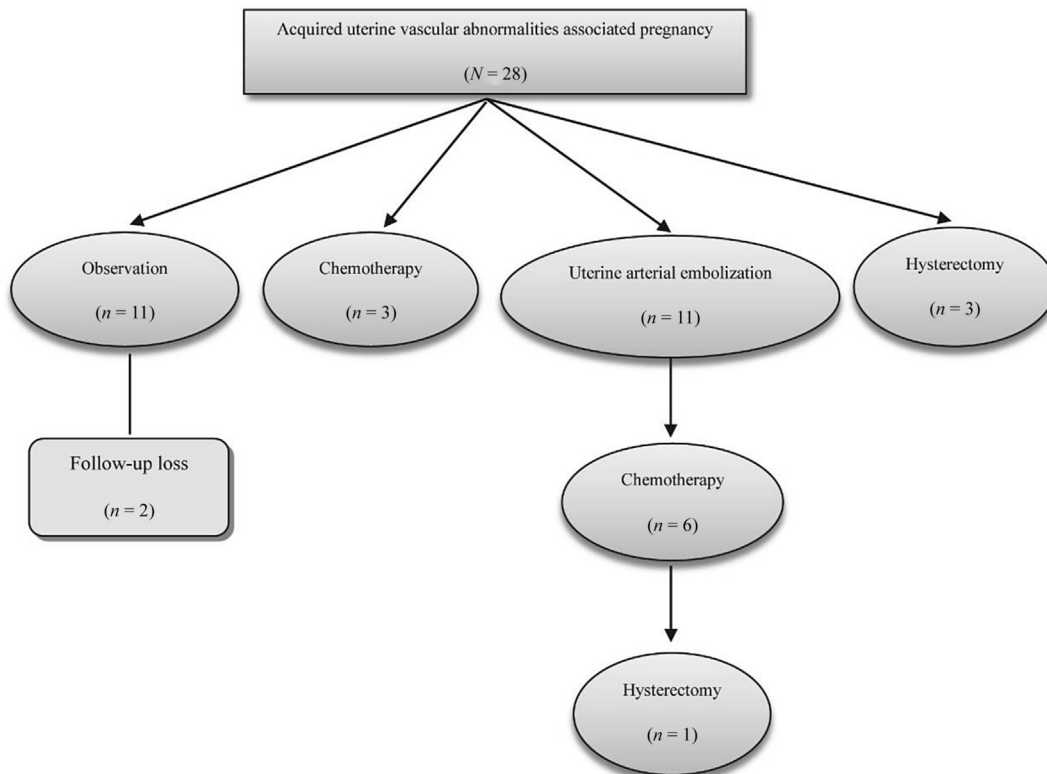 Acquired uterine vascular abnormalities associated pregnancy
(N = 28)
Observation
(n = 11)
Chemotherapy
(n = 3)
Uterine arterial embolization
(n = 11)
Hysterectomy
(n = 3)
Follow-up loss
(n = 2)
Chemotherapy
(n = 6)
Hysterectomy
(n = 1)